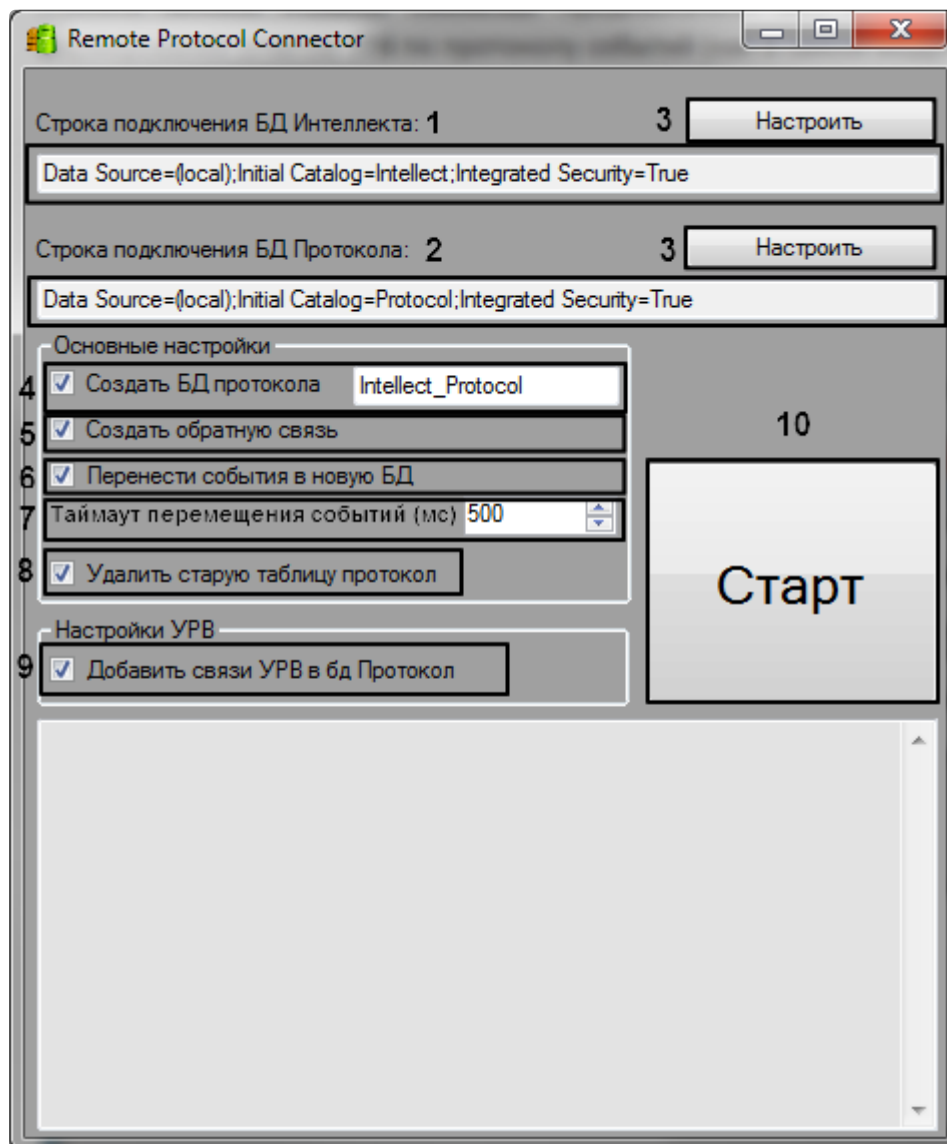 Remote Protocol Connector
Строка подключения БД Интеллекта: 1 3 Настроить
Data Source=(local);Initial Catalog=Intellect;Integrated Security=True
Строка подключения БД Протокола: 2 3 Настроить
Data Source=(local);Initial Catalog=Protocol;Integrated Security=True
Основные настройки
4 Создать БД протокола Intellect_Protocol
5 Создать обратную связь
10
6 Перенести события в новую БД
7 Таймаут перемещения событий (мс) 500
8 Удалить старую таблицу протокол
Старт
Настройки УРВ
9 Добавить связи УРВ в бд Протокол